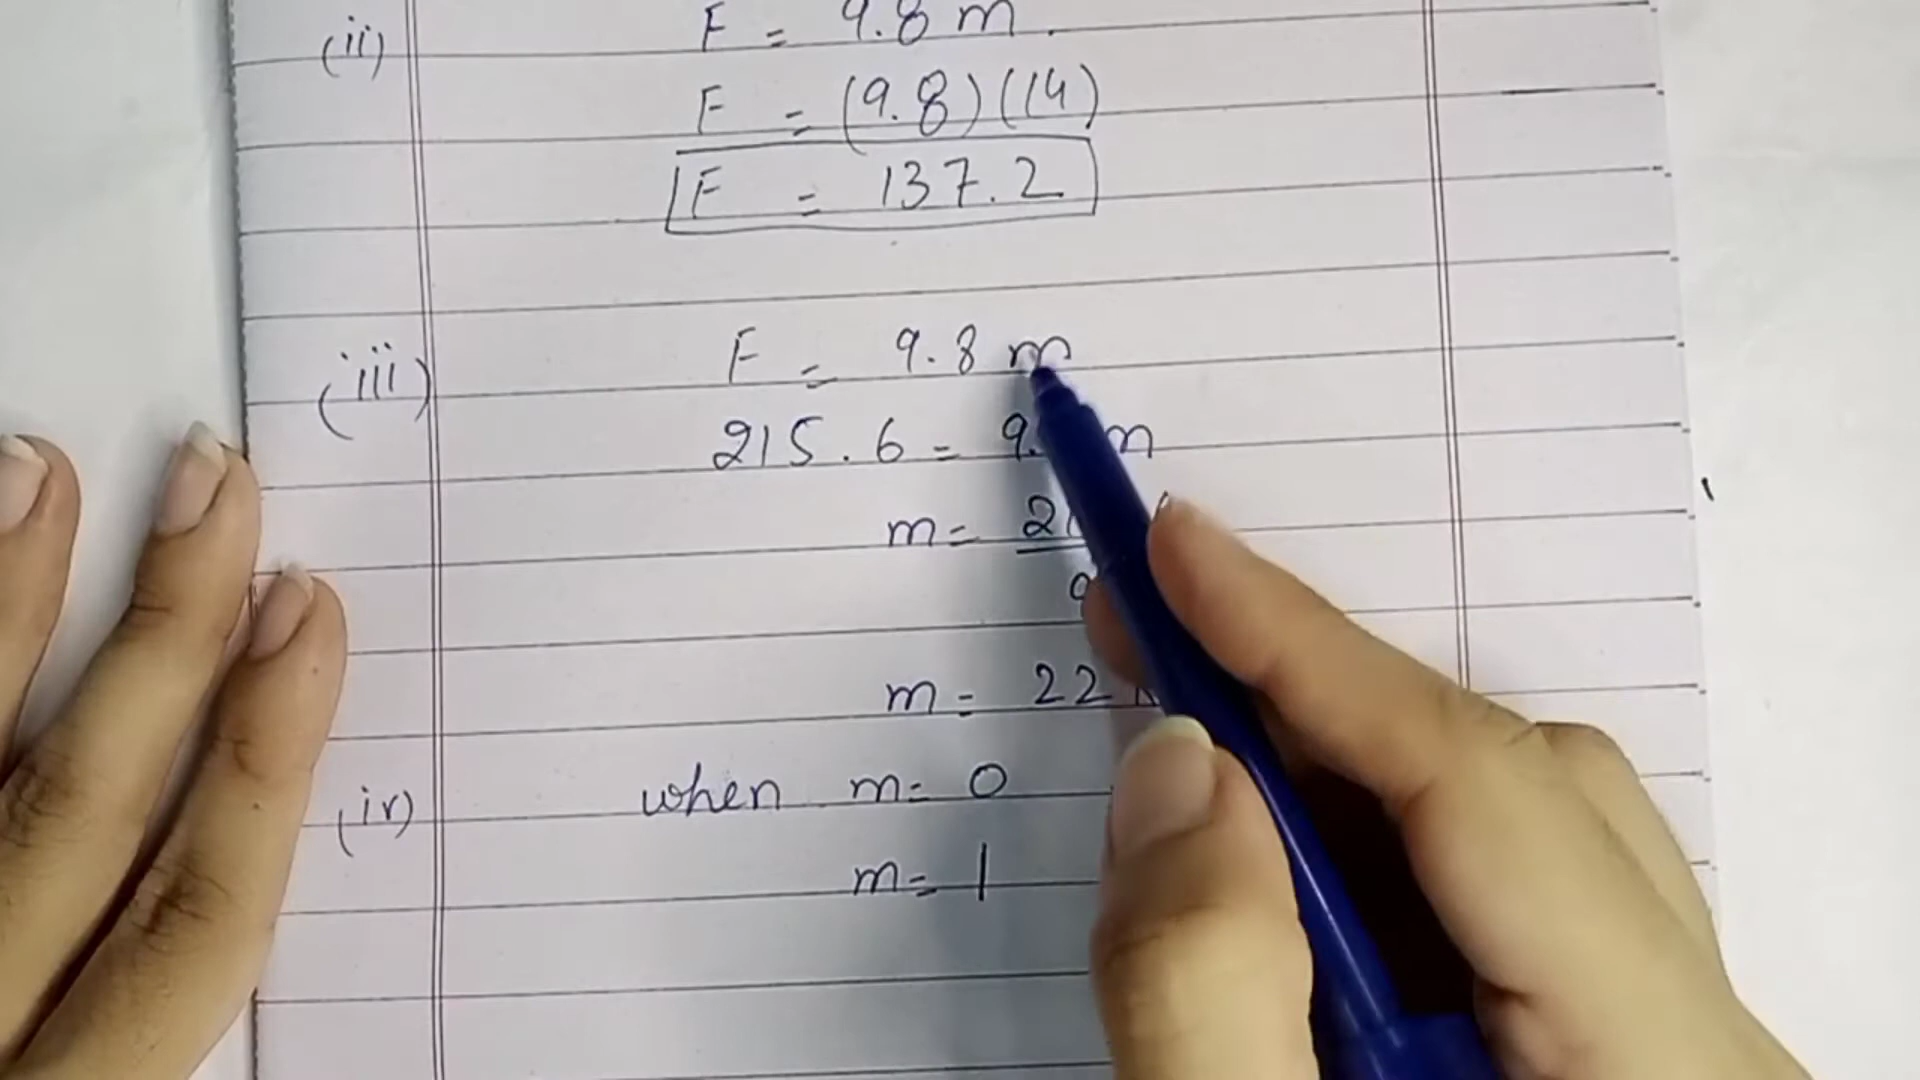 (ii) F = 9.8 m.
F = (9.8)(14)
F = 137.2
(iii) F = 9.8 m
215.6 = m
m =
m = 22
(iv) when m = 0
m = 1